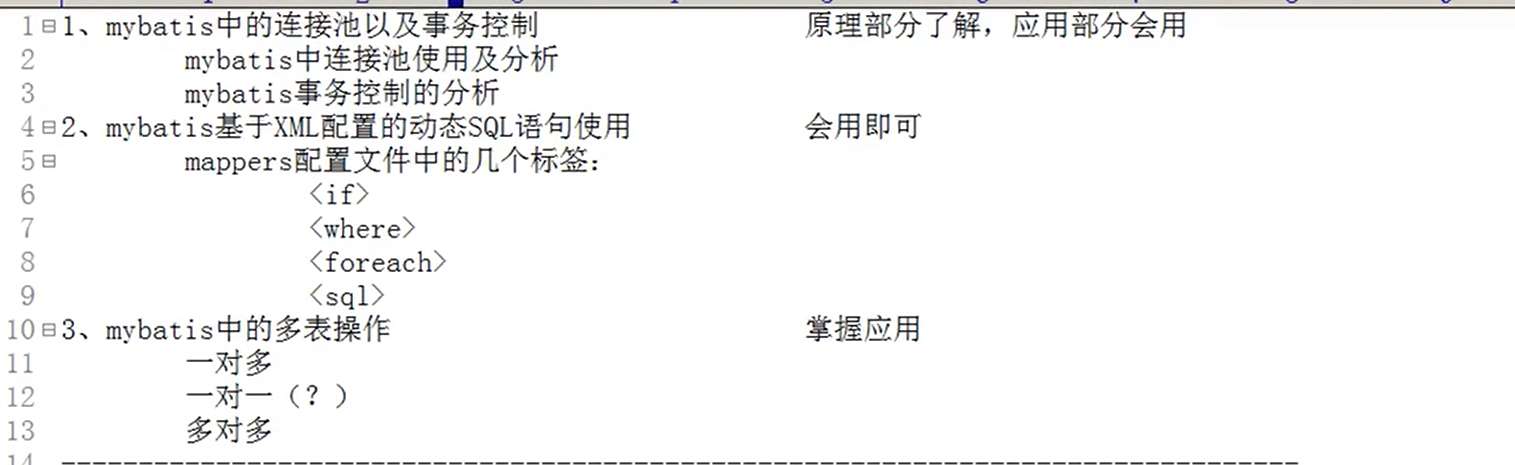 1 1、mybatis中的连接池以及事务控制 原理部分了解，应用部分会用
2 mybatis中连接池使用及分析
3 mybatis事务控制的分析
4 2、mybatis基于XML配置的动态SQL语句使用 会用即可
5 mappers配置文件中的几个标签：
6 <if>
7 <where>
8 <foreach>
9 <sql>
10 3、mybatis中的多表操作 掌握应用
11 一对多
12 一对一（？）
13 多对多
14 ---------------------------------------------------------------------------------